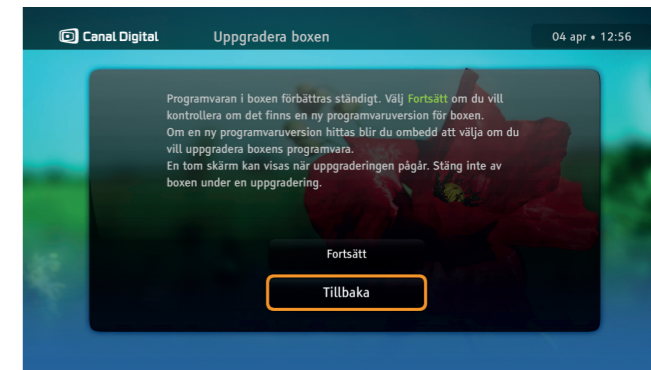 Canal Digital Uppgradera boxen 04 apr • 12:56
Programvaran i boxen förbättras ständigt. Välj Fortsätt om du vill
kontrollera om det finns en ny programvaruversion för boxen.
Om en ny programvaruversion hittas blir du ombedd att välja om du
vill uppgradera boxens programvara.
En tom skärm kan visas när uppgraderingen pågår. Stäng inte av
boxen under en uppgradering.
Fortsätt
Tillbaka